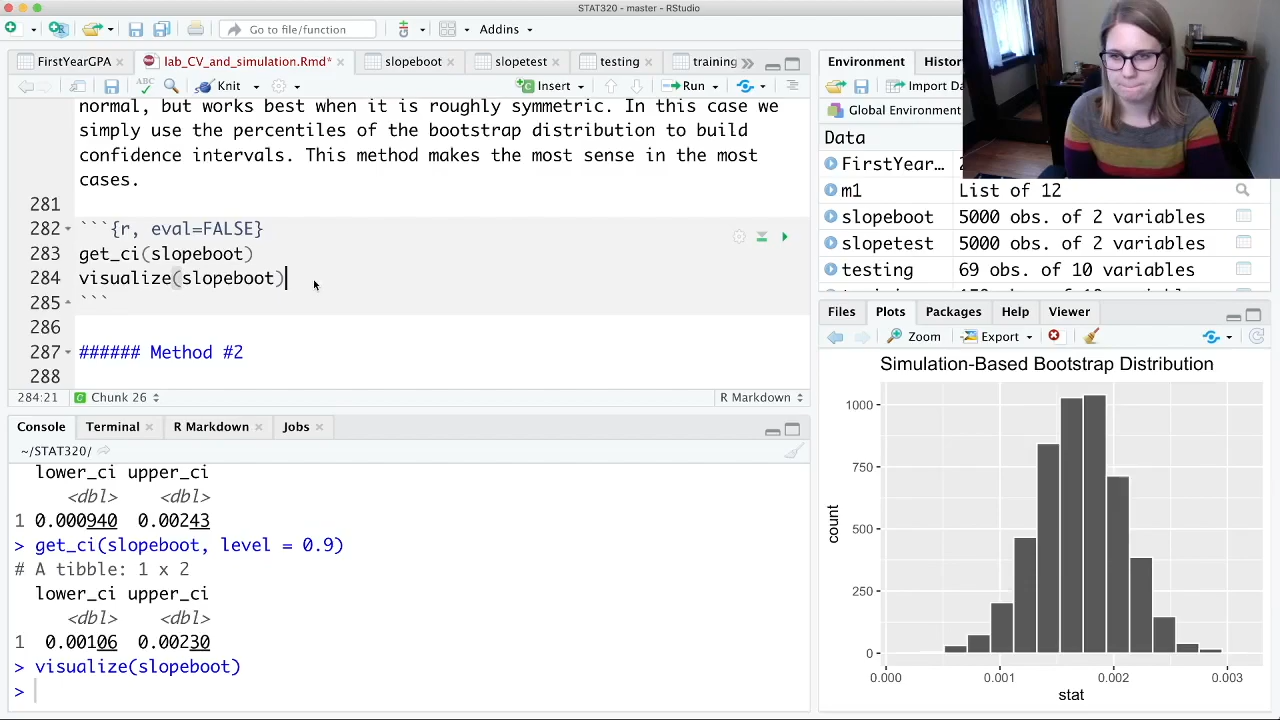 STAT320 - master - RStudio
Go to file/function
Addins
FirstYearGPA
lab_CV_and_simulation.Rmd*
slopeboot
slopetest
testing
training
Knit
Insert
Run
normal, but works best when it is roughly symmetric. In this case we
simply use the percentiles of the bootstrap distribution to build
confidence intervals. This method makes the most sense in the most
cases.
281
282 ```{r, eval=FALSE}
283 get_ci(slopeboot)
284 visualize(slopeboot)
285 ```
286
287 ###### Method #2
288
284:21 Chunk 26 R Markdown
Console Terminal R Markdown Jobs
~/STAT320/
lower_ci upper_ci
<dbl> <dbl>
1 0.000940 0.00243
> get_ci(slopeboot, level = 0.9)
# A tibble: 1 x 2
lower_ci upper_ci
<dbl> <dbl>
1 0.00106 0.00230
> visualize(slopeboot)
>
Environment
Import
Global Environment
Data
FirstYear…
m1 List of 12
slopeboot 5000 obs. of 2 variables
slopetest 5000 obs. of 2 variables
testing 69 obs. of 10 variables
Files Plots Packages Help Viewer
Zoom Export
Simulation-Based Bootstrap Distribution
1000
750
500
250
0
count
0.000 0.001 0.002 0.003
stat